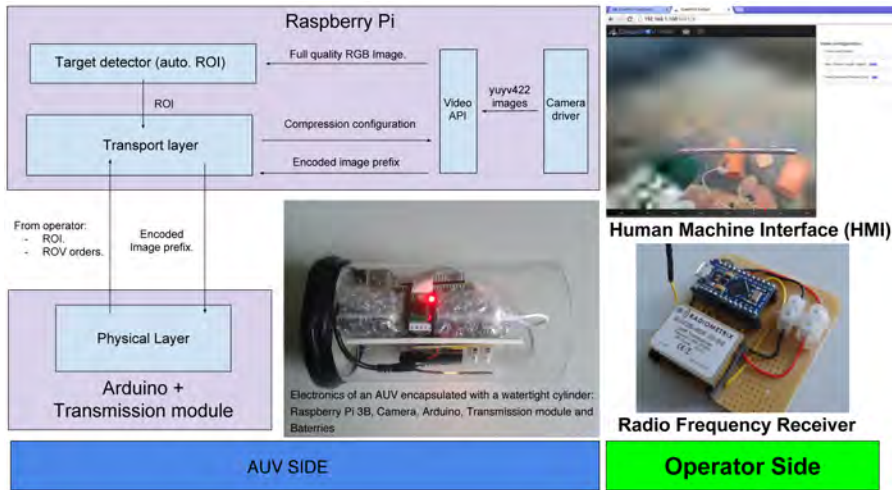 Raspberry Pi
Target detector (auto. ROI)
Full quality RGB Image.
Video
API
yuyv422
images
Camera
driver
ROI
Transport layer
Compression configuration
Encoded image prefix
From operator:
- ROI.
- ROV orders.
Encoded
Image prefix.
Physical Layer
Arduino +
Transmission module
Electronics of an AUV encapsulated with a watertight cylinder:
Raspberry Pi 3B, Camera, Arduino, Transmission module and
Baterries
AUV SIDE
Human Machine Interface (HMI)
RADIOMETRIX
Radio Frequency Receiver
Operator Side